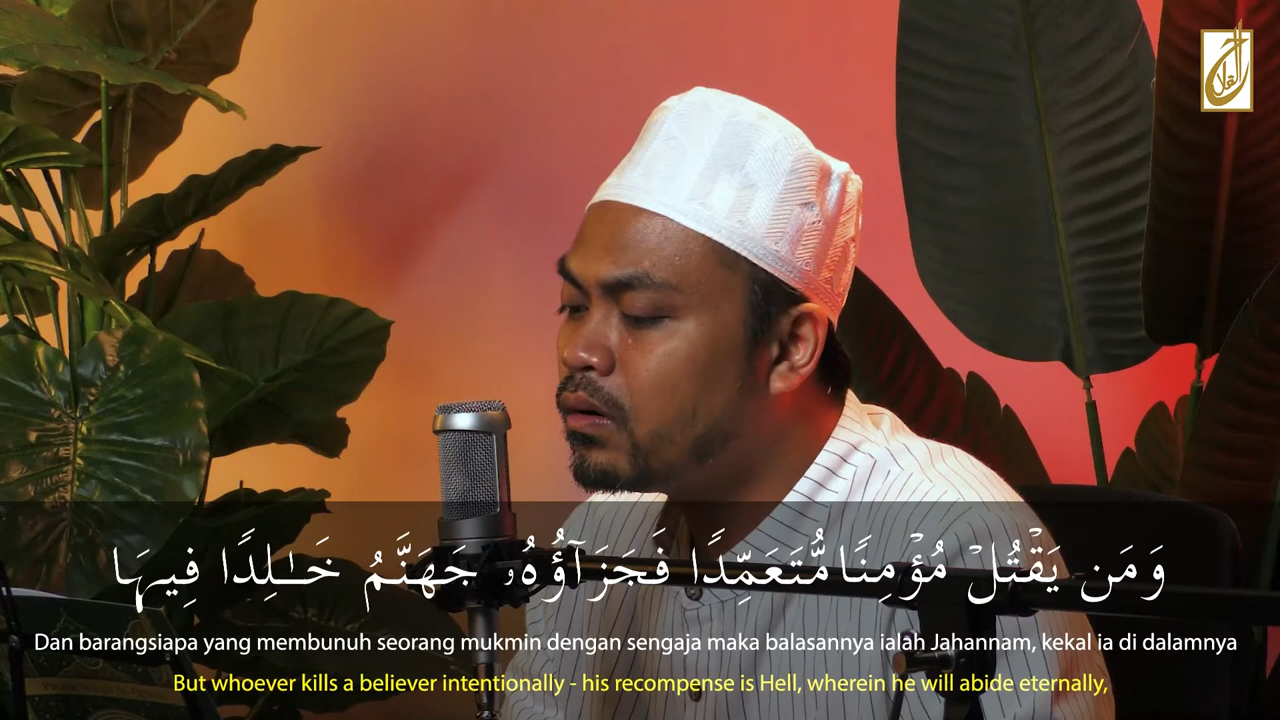 وَمَن يَقْتُلْ مُؤْمِنًا مُّتَعَمِّدًا فَجَزَآؤُهُۥ جَهَنَّمُ خَـٰلِدًا فِيهَا
Dan barangsiapa yang membunuh seorang mukmin dengan sengaja maka balasannya ialah Jahannam, kekal ia di dalamnya
But whoever kills a believer intentionally - his recompense is Hell, wherein he will abide eternally,